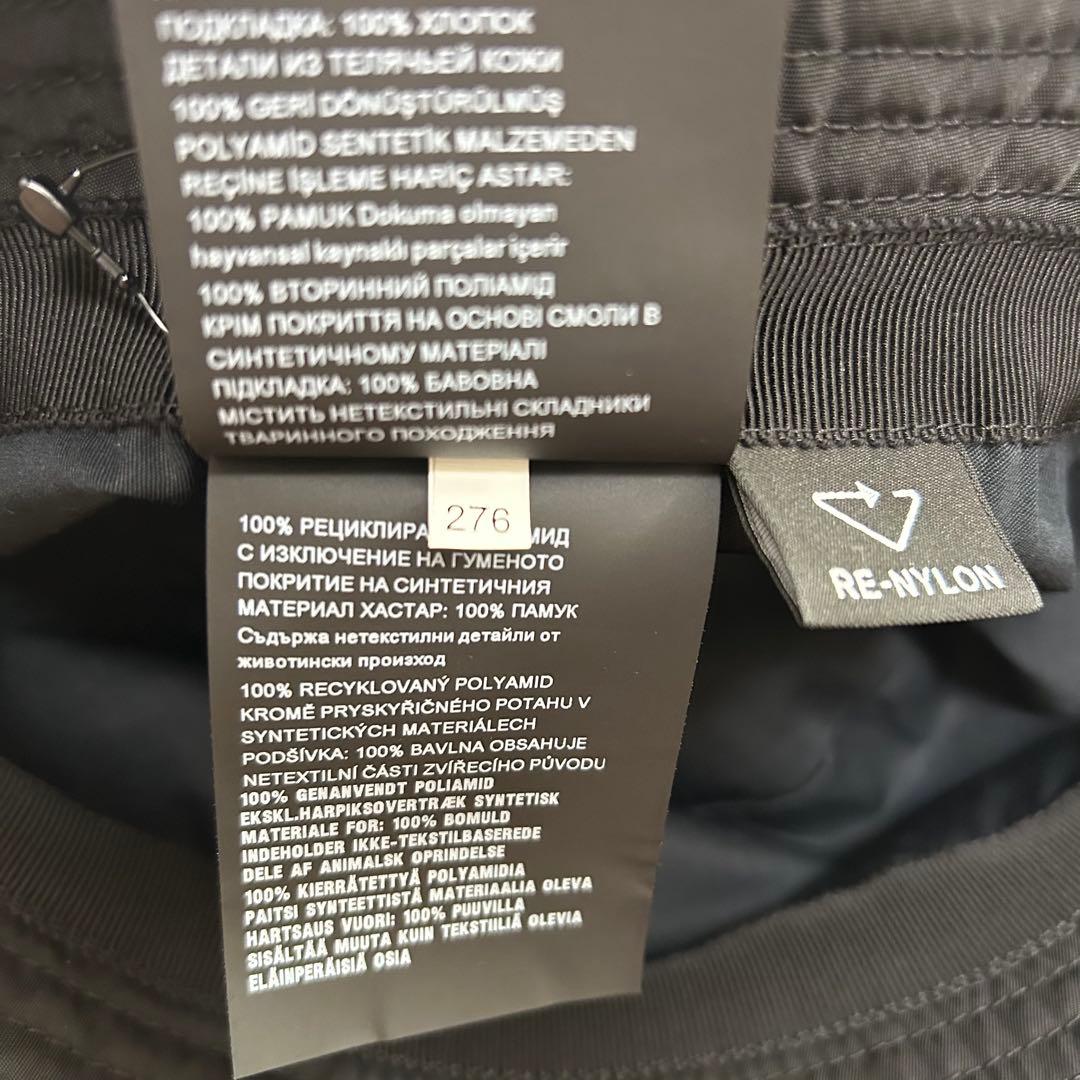 ПОДКЛАДКА: 100% ХЛОПОК
ДЕТАЛИ ИЗ ТЕЛЯЧЬЕЙ КОЖИ
100% GERİ DÖNÜŞTÜRÜLMÜŞ
POLYAMİD SENTETİK MALZEMEDEN
REÇİNE İŞLEME HARİÇ ASTAR:
100% PAMUK Dokuma olmayan
hayvansal kaynaklı parçalar içerir
100% ВТОРИННИЙ ПОЛІАМІД
КРІМ ПОКРИТТЯ НА ОСНОВІ СМОЛИ В
СИНТЕТИЧНОМУ МАТЕРІАЛІ
ПІДКЛАДКА: 100% БАВОВНА
МІСТИТЬ НЕТЕКСТИЛЬНІ СКЛАДНИКИ
ТВАРИННОГО ПОХОДЖЕННЯ
276
RE-NYLON
100% РЕЦИКЛИРА МИД
С ИЗКЛЮЧЕНИЕ НА ГУМЕНОТО
ПОКРИТИЕ НА СИНТЕТИЧНИЯ
МАТЕРИАЛ ХАСТАР: 100% ПАМУК
Съдържа нетекстилни детайли от
животински произход
100% RECYKLOVANÝ POLYAMID
KROMĚ PRYSKYŘIČNÉHO POTAHU V
SYNTETICKÝCH MATERIÁLECH
PODŠÍVKA: 100% BAVLNA OBSAHUJE
NETEXTILNÍ ČÁSTI ZVÍŘECÍHO PŮVODU
100% GENANVENDT POLIAMID
EKSKL.HARPIKSOVERTRÆK SYNTETISK
MATERIALE FOR: 100% BOMULD
INDEHOLDER IKKE-TEKSTILBASEREDE
DELE AF ANIMALSK OPRINDELSE
100% KIERRÄTETTYÄ POLYAMIDIA
PAITSI SYNTEETTISTÄ MATERIAALIA OLEVA
HARTSAUS VUORI: 100% PUUVILLA
SISÄLTÄÄ MUUTA KUIN TEKSTIILIÄ OLEVIA
ELÄINPERÄISIÄ OSIA